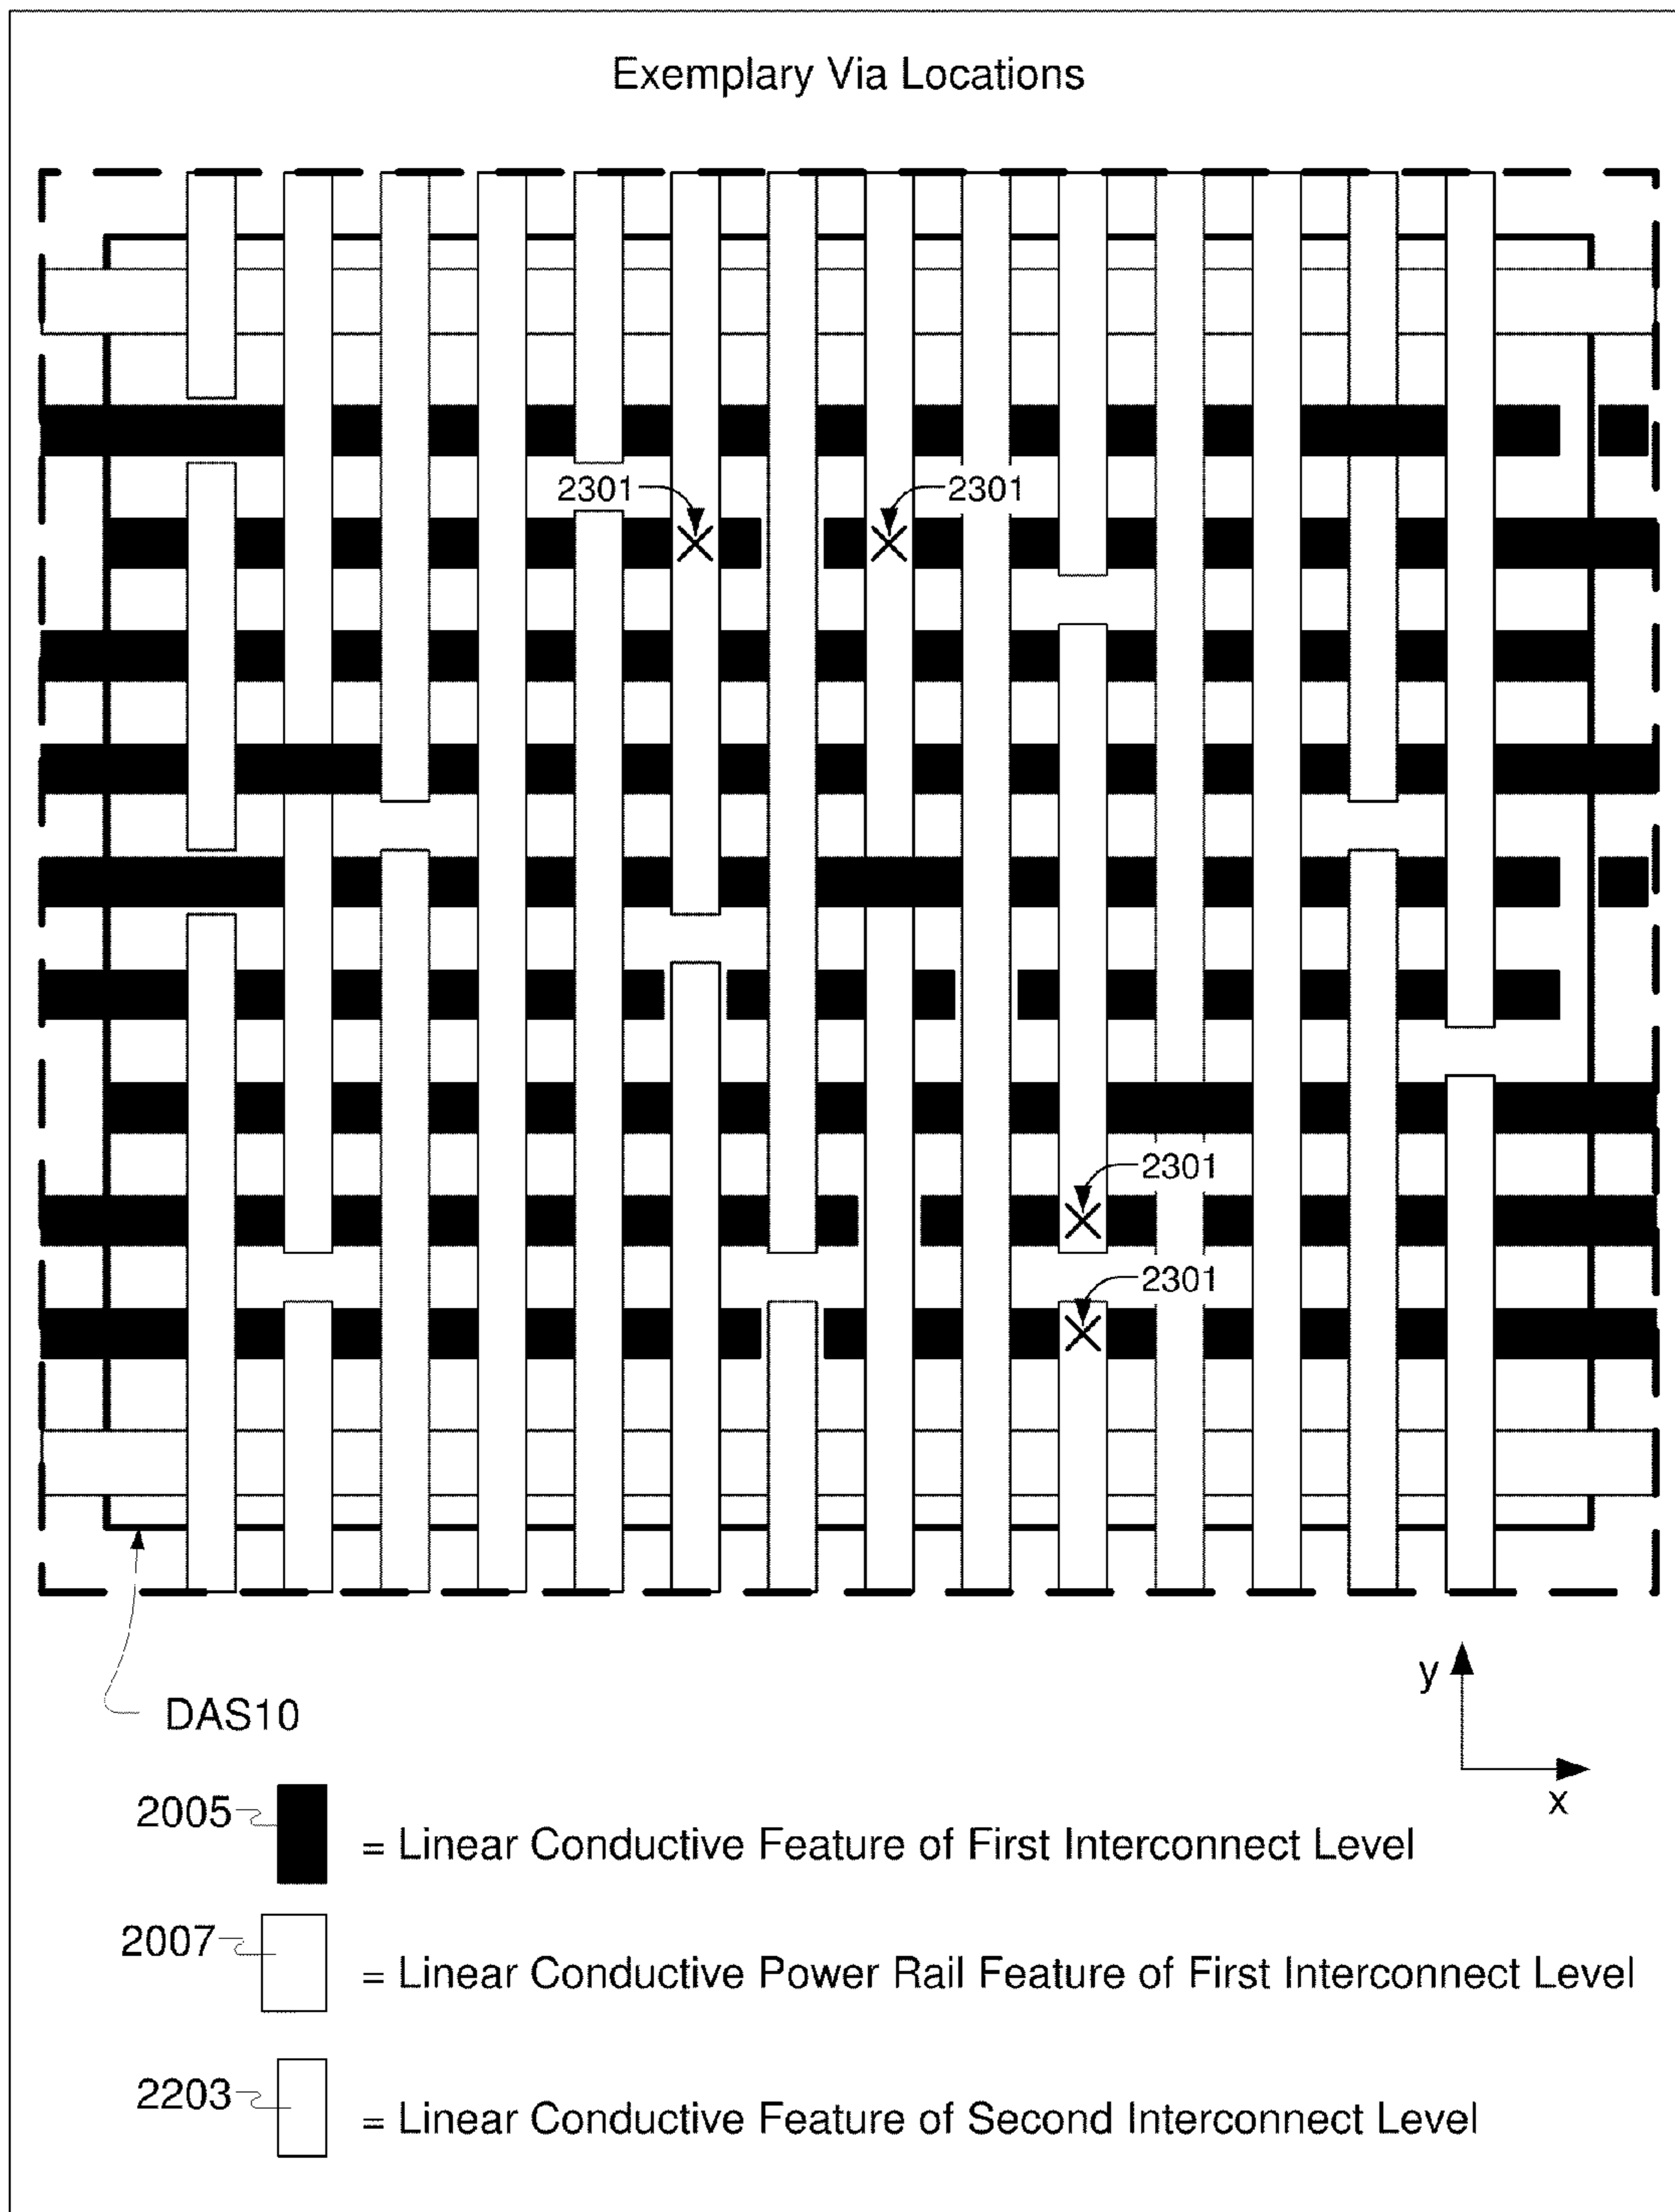 Exemplary Via Locations
2301 2301
2301
2301
DAS10
y
x
2005 = Linear Conductive Feature of First Interconnect Level
2007 = Linear Conductive Power Rail Feature of First Interconnect Level
2203 = Linear Conductive Feature of Second Interconnect Level